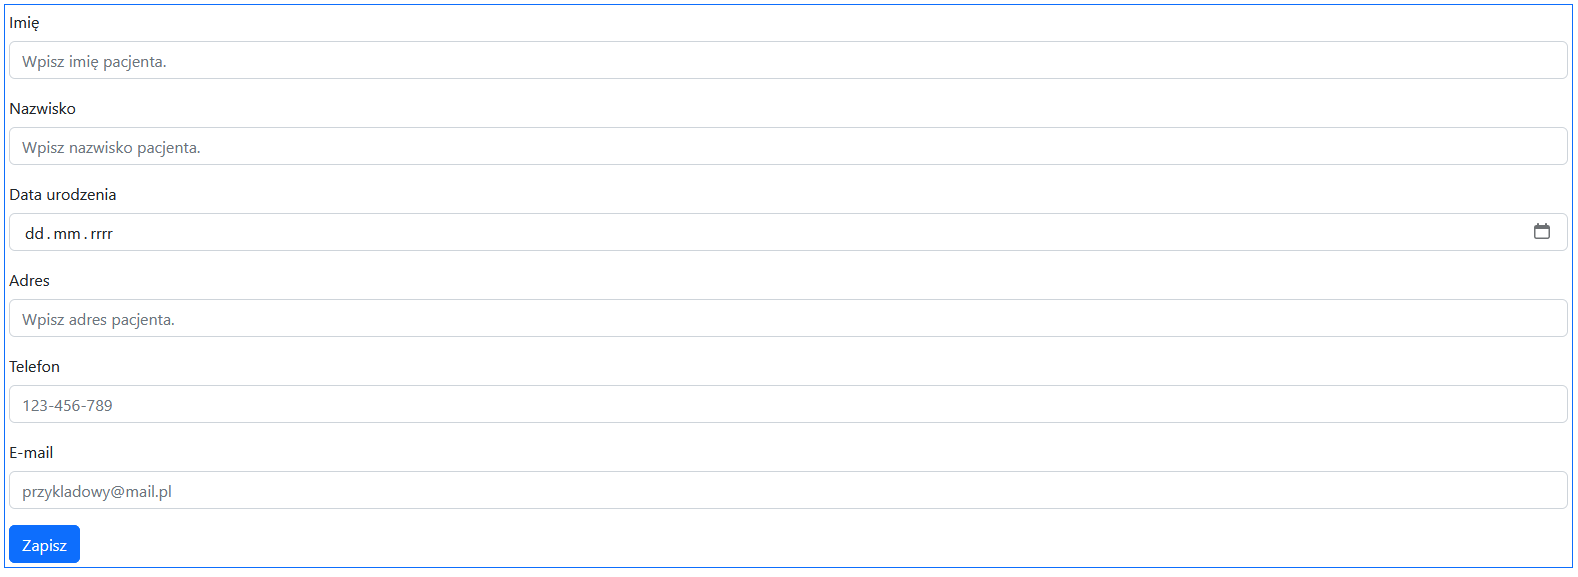 Imię
Wpisz imię pacjenta.
Nazwisko
Wpisz nazwisko pacjenta.
Data urodzenia
dd.mm.rrrr
Adres
Wpisz adres pacjenta.
Telefon
123-456-789
E-mail
przykladowy@mail.pl
Zapisz